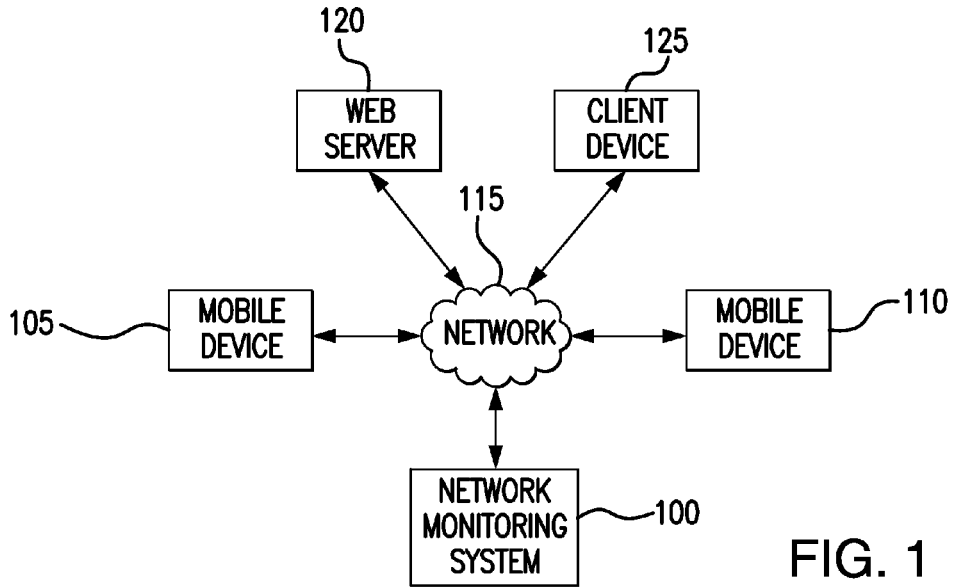 120
125
WEB
SERVER
CLIENT
DEVICE
115
105
MOBILE
DEVICE
NETWORK
MOBILE
DEVICE
110
NETWORK
MONITORING
SYSTEM
100
FIG. 1